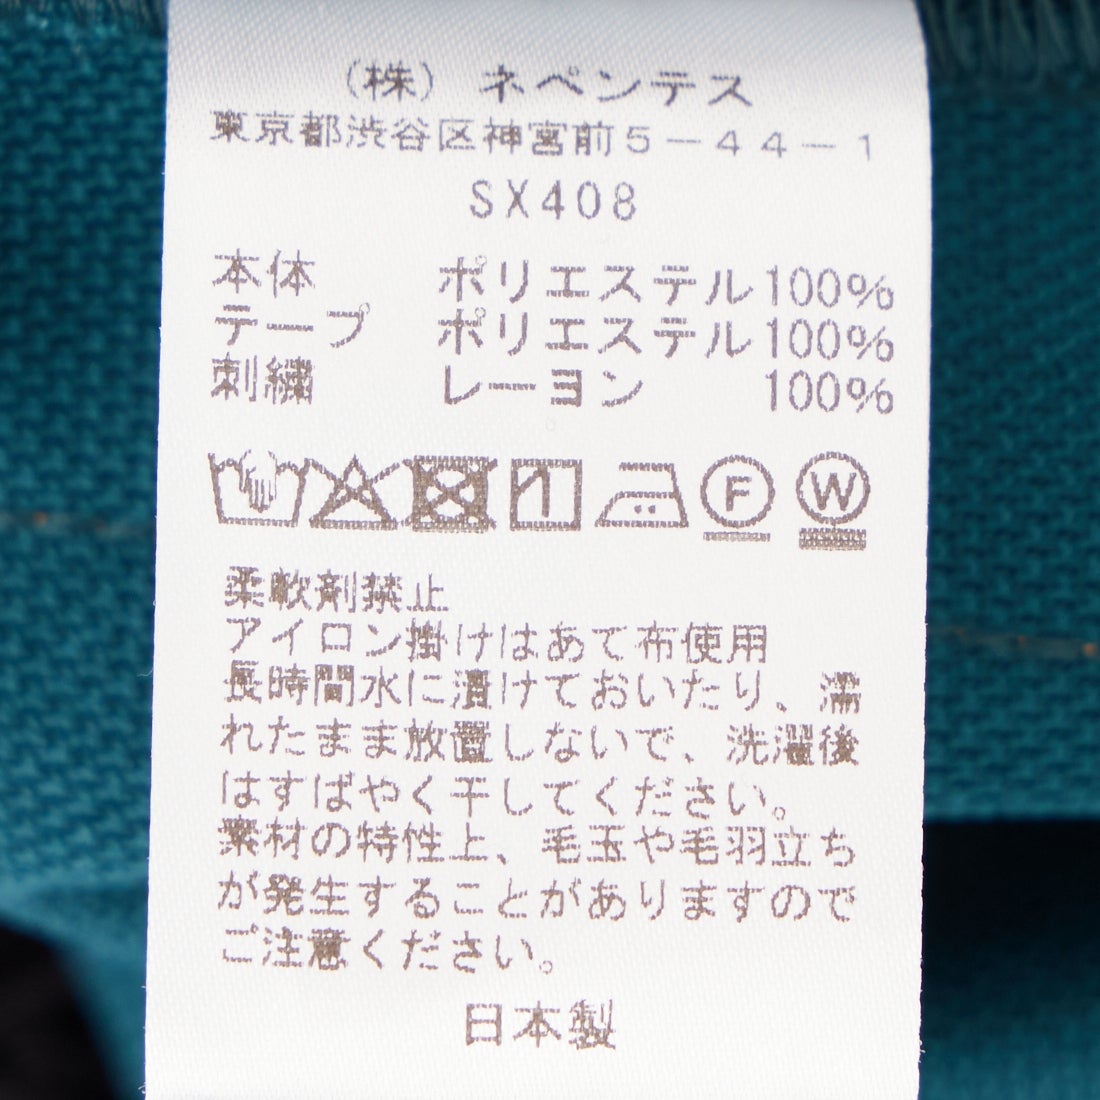 （株）ネペンテス
東京都渋谷区神宮前５－４４－１
SX408
本体 ポリエステル100%
テープ ポリエステル100%
刺繍 レーヨン 100%
F W
柔軟剤禁止
アイロン掛けはあて布使用
長時間水に漬けておいたり、濡
れたまま放置しないで、洗濯後
はすばやく干してください。
素材の特性上、毛玉や毛羽立ち
が発生することがありますので
ご注意ください。
日本製